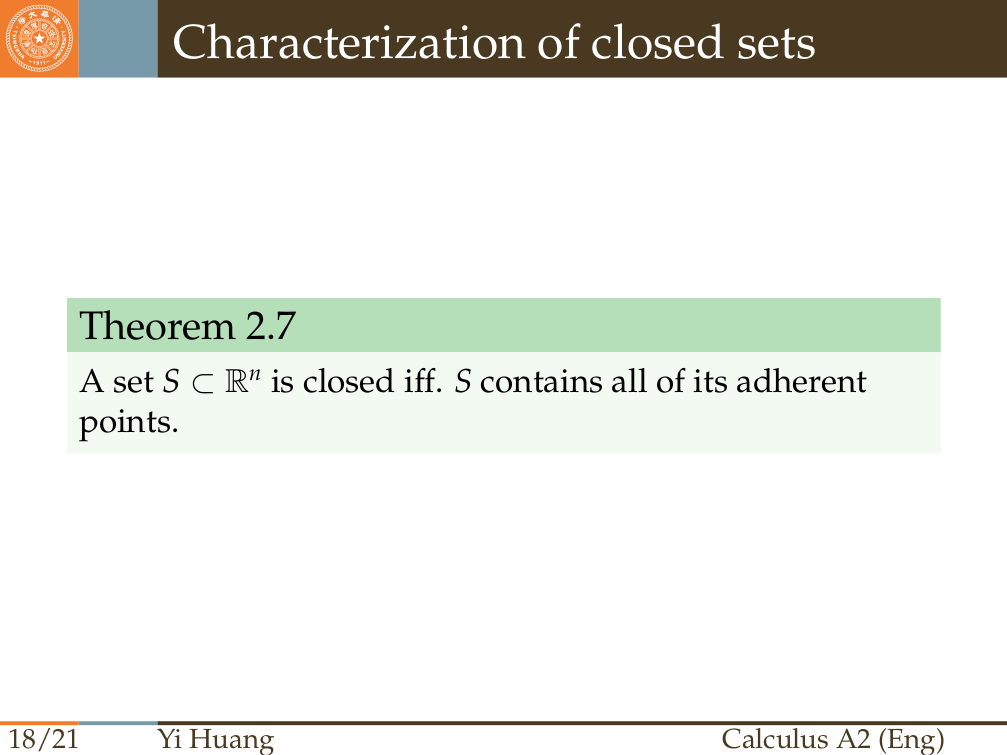 Characterization of closed sets
Theorem 2.7
A set S ⊂ ℝⁿ is closed iff. S contains all of its adherent
points.
18/21 Yi Huang Calculus A2 (Eng)